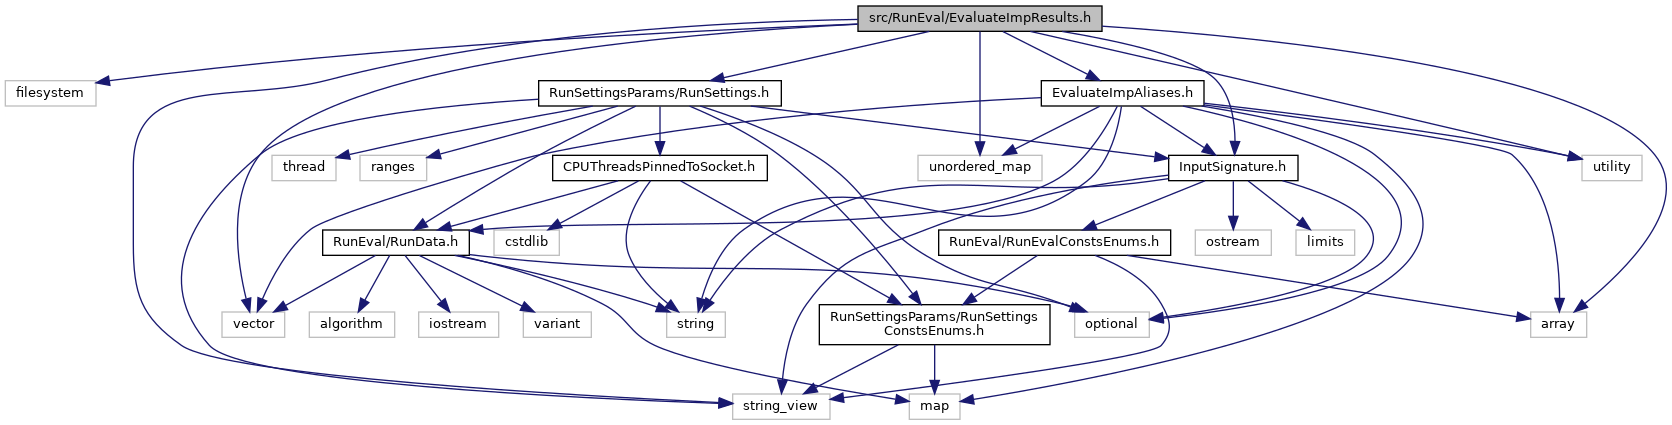 src/RunEval/EvaluateImpResults.h
filesystem
RunSettingsParams/RunSettings.h
EvaluateImpAliases.h
thread
ranges
CPUThreadsPinnedToSocket.h
unordered_map
InputSignature.h
utility
RunEval/RunData.h
cstdlib
RunEval/RunEvalConstsEnums.h
ostream
limits
vector
algorithm
iostream
variant
string
RunSettingsParams/RunSettings
ConstsEnums.h
optional
array
string_view
map